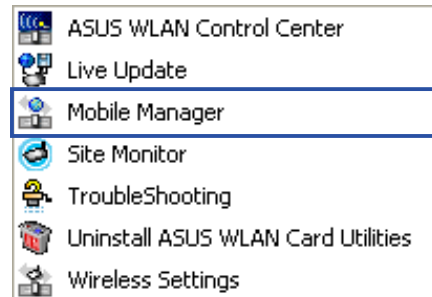 ASUS WLAN Control Center
Live Update
Mobile Manager
Site Monitor
TroubleShooting
Uninstall ASUS WLAN Card Utilities
Wireless Settings